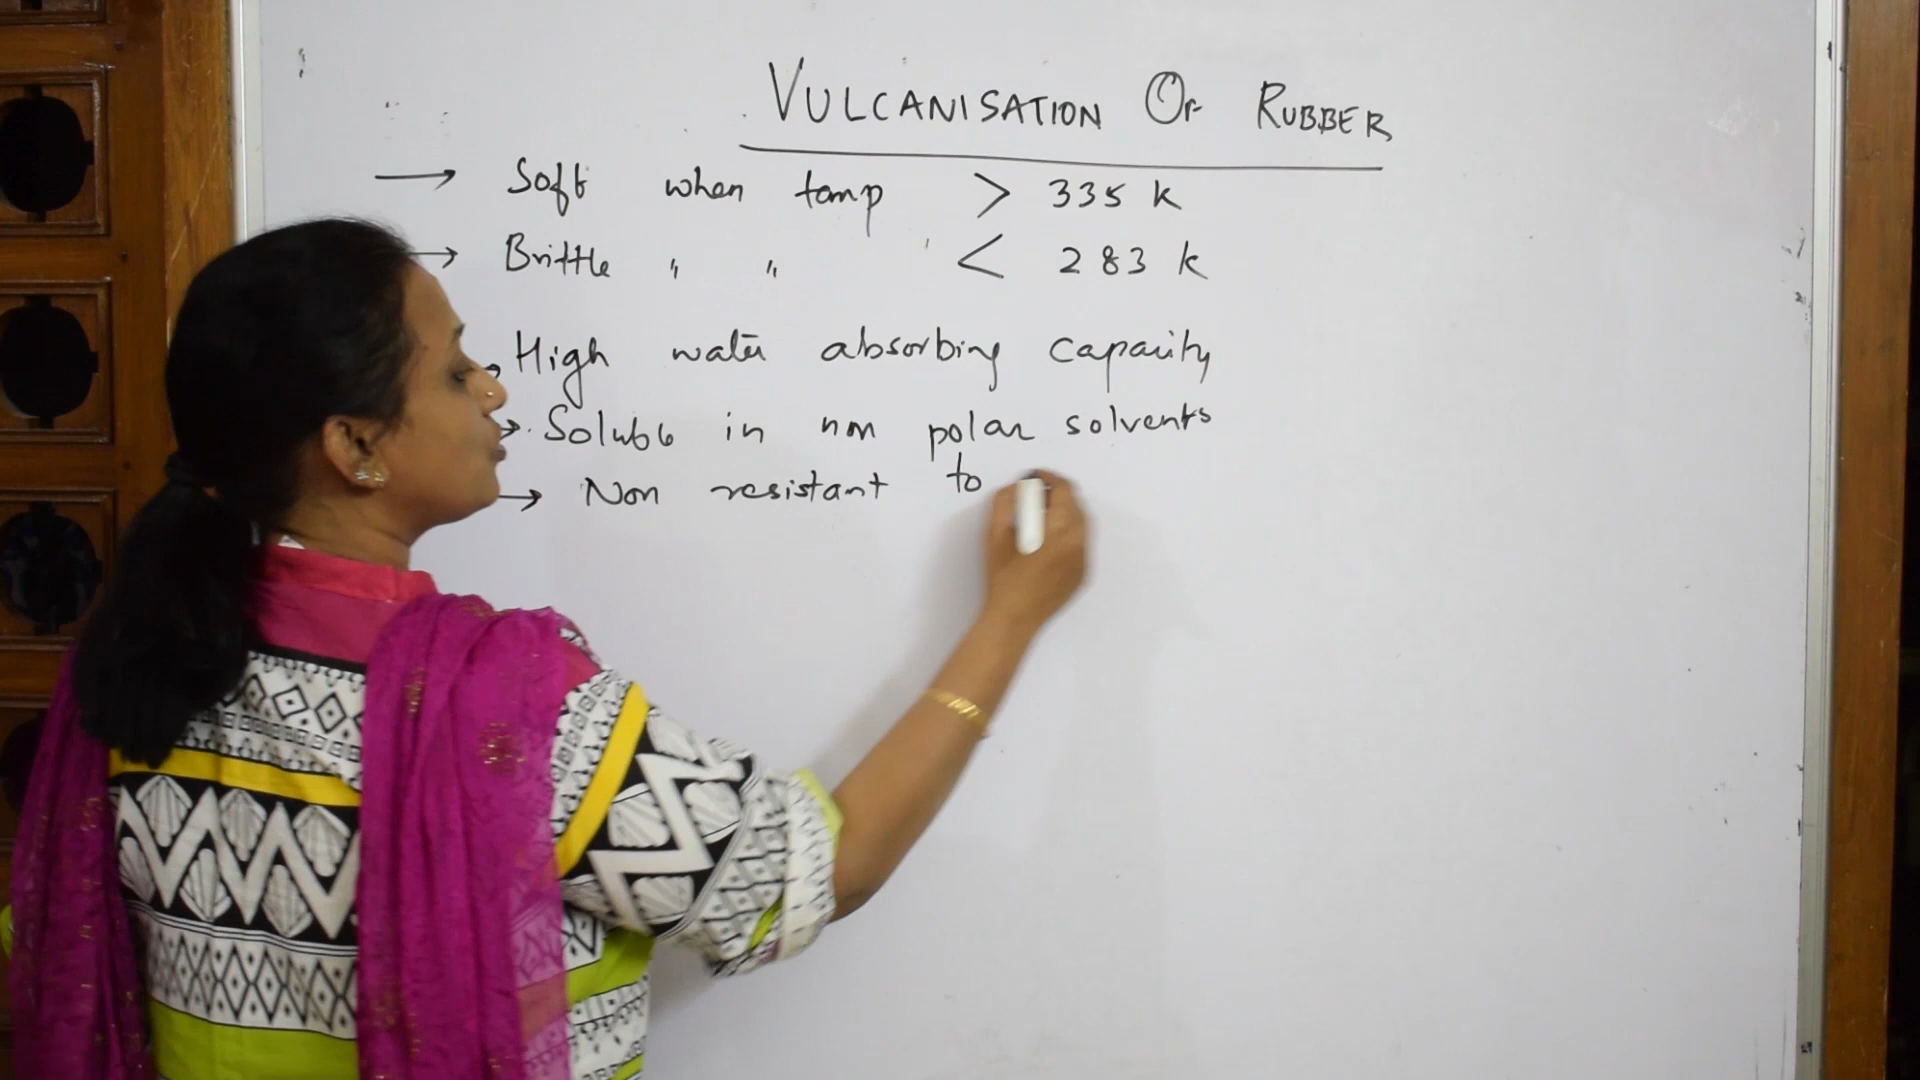 VULCANISATION OF RUBBER
→ Soft when temp > 335 k
→ Brittle " " < 283 k
→ High water absorbing capacity
→ Soluble in non polar solvents
→ Non resistant to